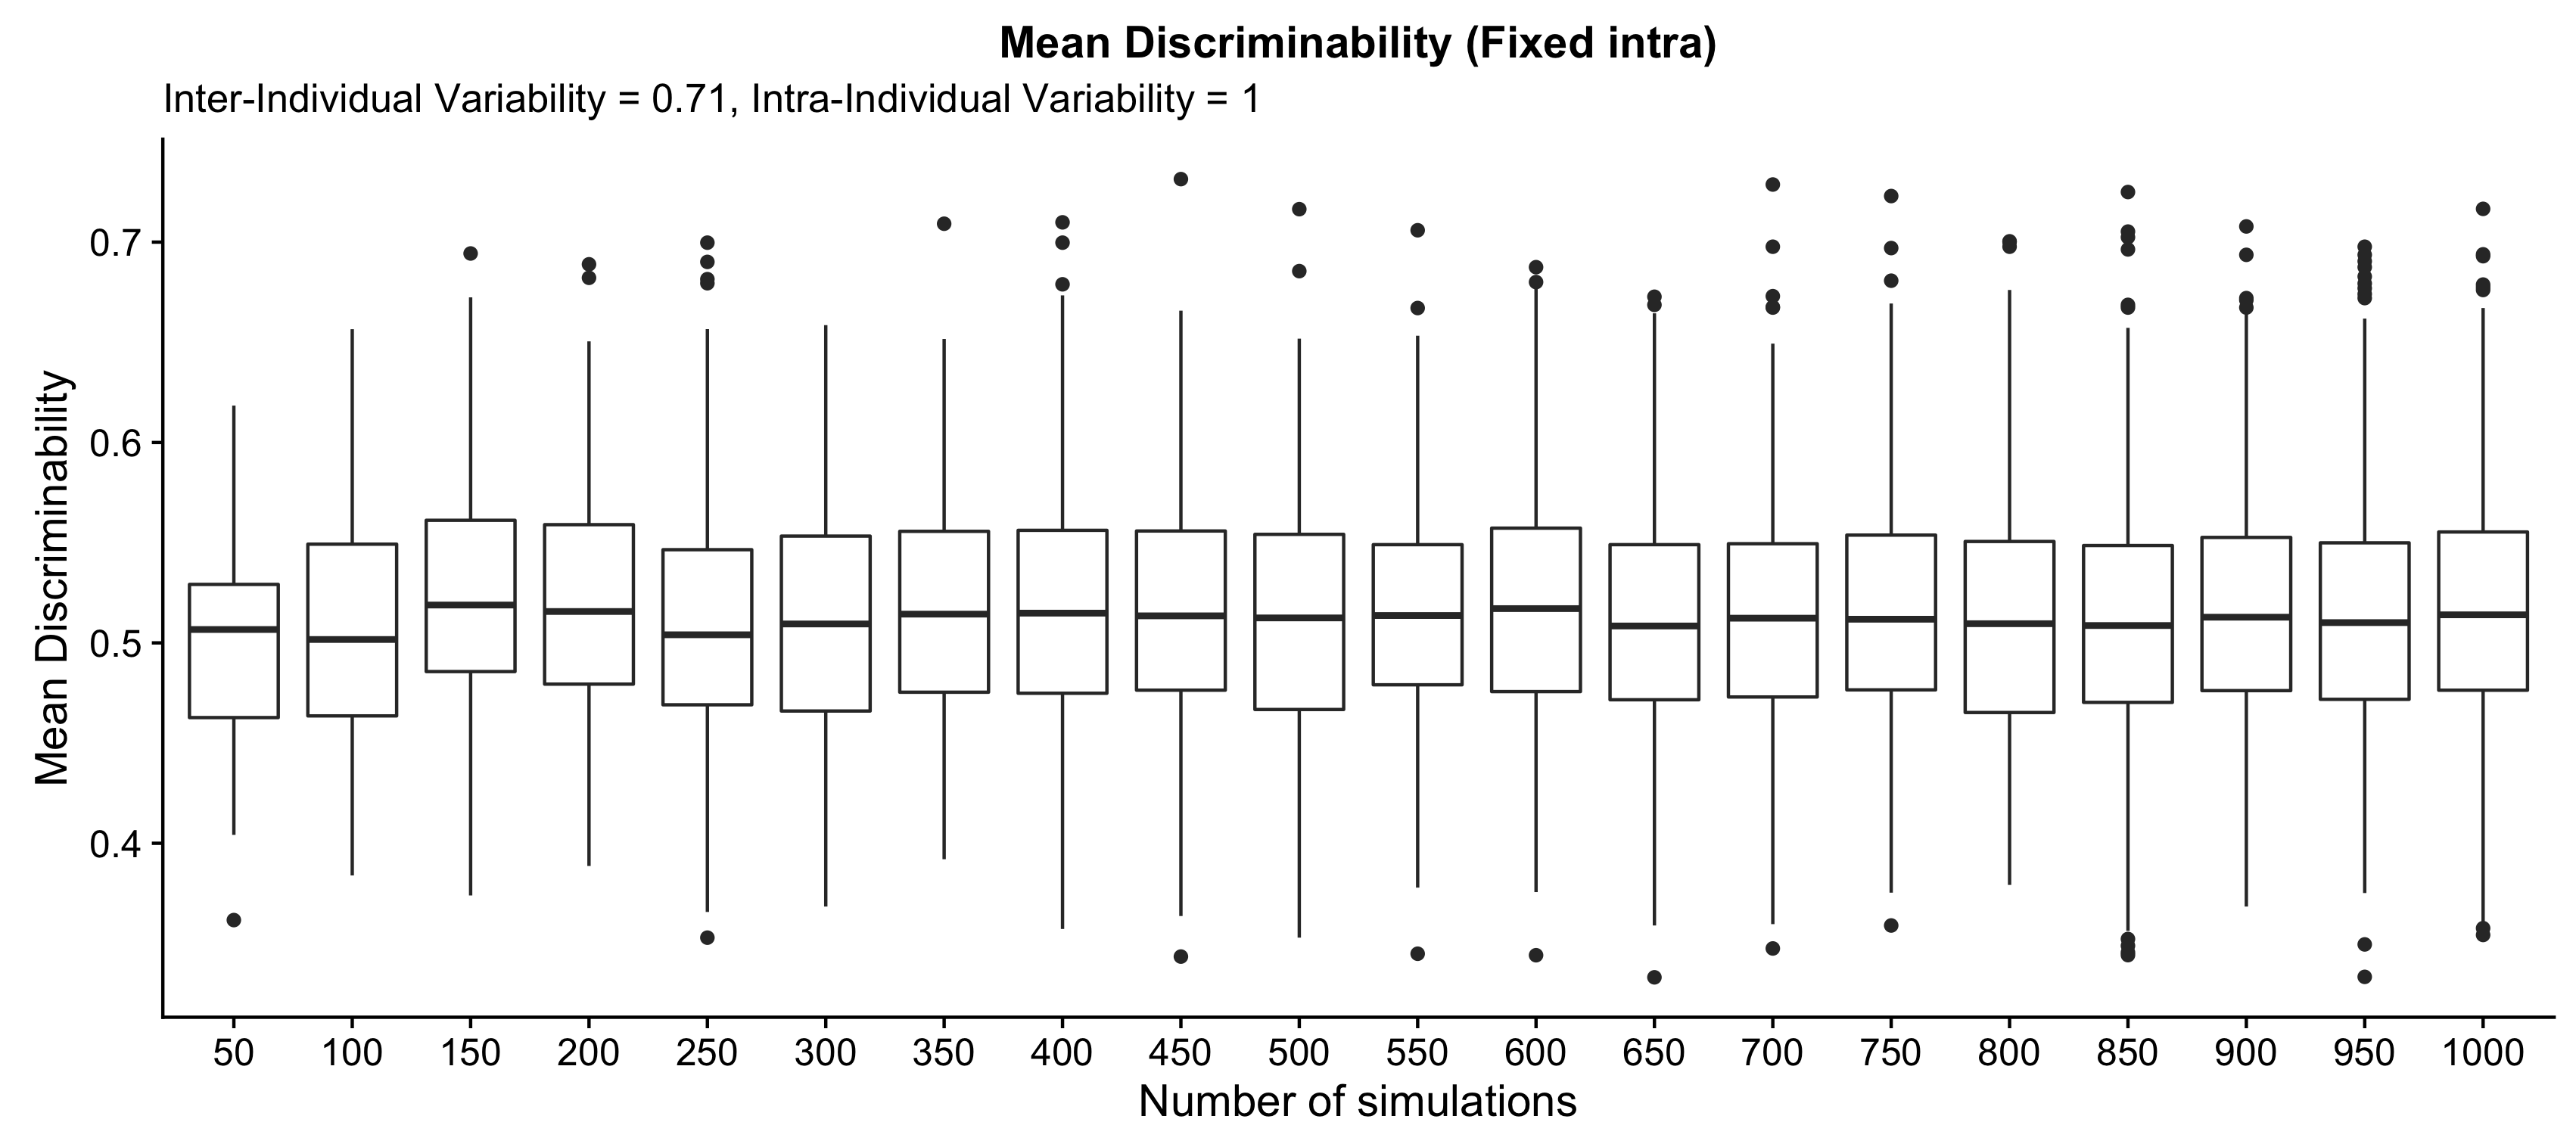 Mean Discriminability (Fixed intra)
Inter-Individual Variability = 0.71, Intra-Individual Variability = 1
Mean Discriminability
0.7
0.6
0.5
0.4
50 100 150 200 250 300 350 400 450 500 550 600 650 700 750 800 850 900 950 1000
Number of simulations